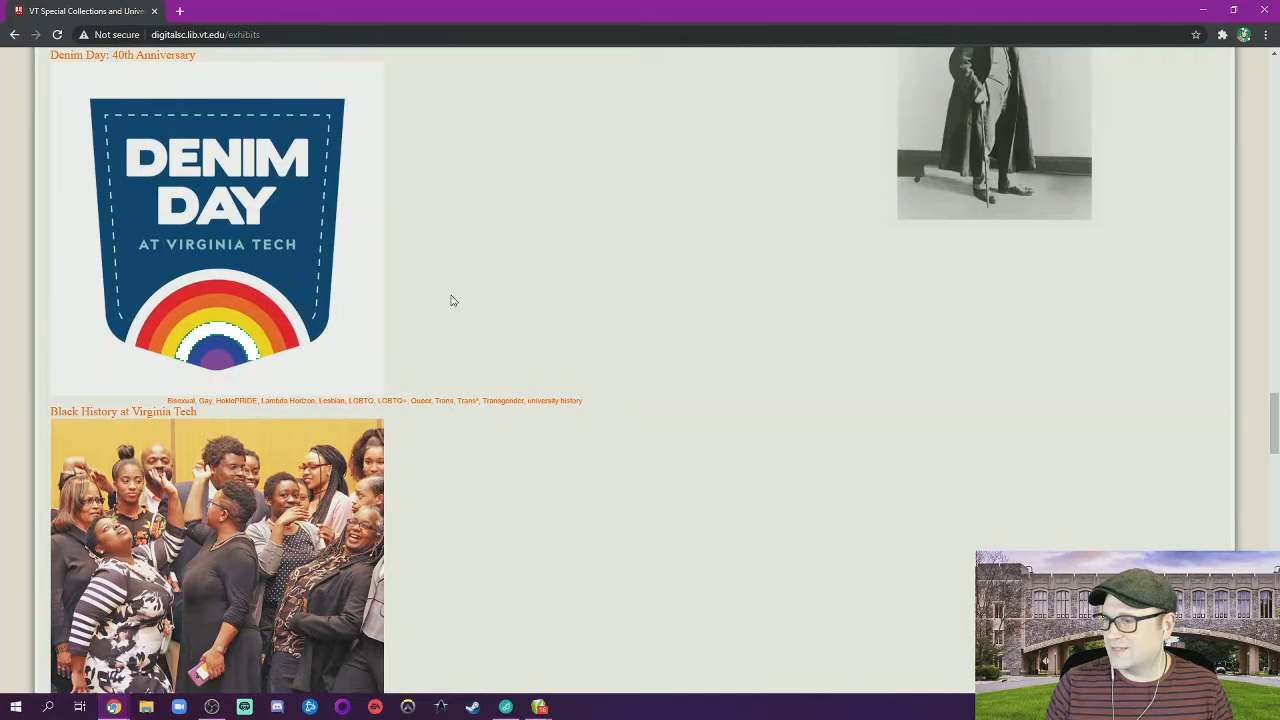 VT Special Collections and Unive
Not secure
digitalsc.lib.vt.edu/exhibits
Denim Day: 40th Anniversary
DENIM
DAY
AT VIRGINIA TECH
Bisexual, Gay, HokiePRIDE, Lambda Horizon, Lesbian, LGBTQ, LGBTQ+, Queer, Trans, Trans*, Transgender, university history
Black History at Virginia Tech